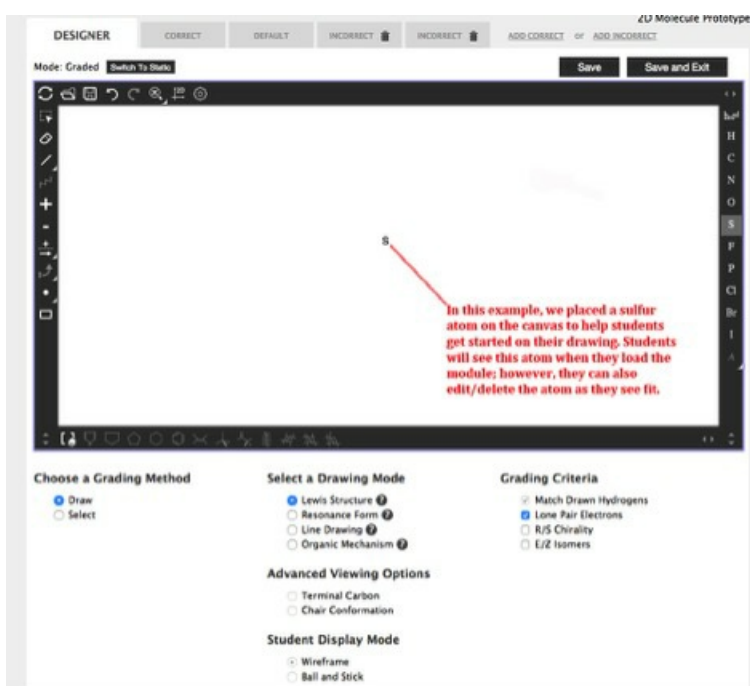 2D Molecule Prototype
DESIGNER CORRECT DEFAULT INCORRECT INCORRECT ADD CORRECT or ADD INCORRECT
Mode: Graded Switch To Static Save Save and Exit
H
C
N
O
S
F
P
Cl
Br
I
A
S
In this example, we placed a sulfur
atom on the canvas to help students
get started on their drawing. Students
will see this atom when they load the
module; however, they can also
edit/delete the atom as they see fit.
Choose a Grading Method
Draw
Select
Select a Drawing Mode
Lewis Structure ?
Resonance Form ?
Line Drawing ?
Organic Mechanism ?
Advanced Viewing Options
Terminal Carbon
Chair Conformation
Student Display Mode
Wireframe
Ball and Stick
Grading Criteria
Match Drawn Hydrogens
Lone Pair Electrons
R/S Chirality
E/Z Isomers